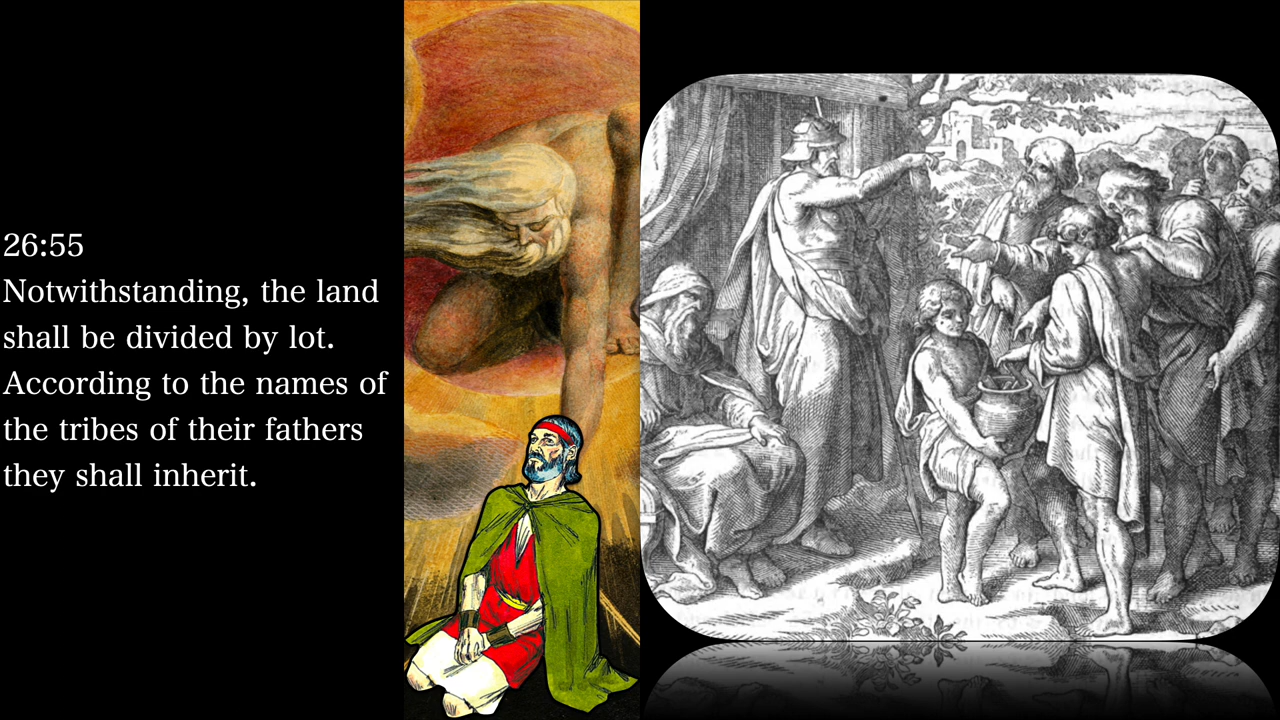 26:55
Notwithstanding, the land
shall be divided by lot.
According to the names of
the tribes of their fathers
they shall inherit.